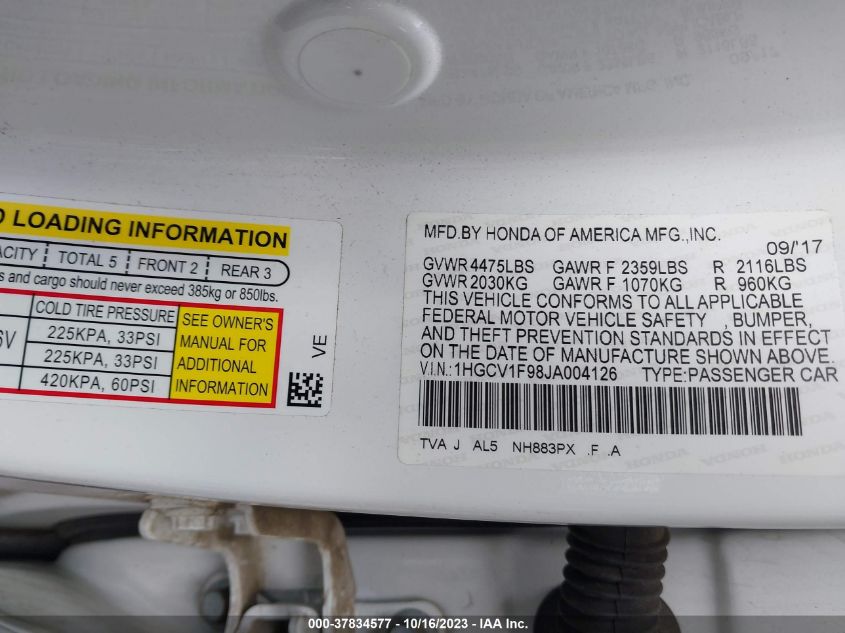 D LOADING INFORMATION
ACITY TOTAL 5 FRONT 2 REAR 3
s and cargo should never exceed 385kg or 850lbs.
COLD TIRE PRESSURE
6V 225KPA, 33PSI
225KPA, 33PSI
420KPA, 60PSI
SEE OWNER'S
MANUAL FOR
ADDITIONAL
INFORMATION
VE
MFD.BY HONDA OF AMERICA MFG.,INC. 09/'17
GVWR 4475LBS GAWR F 2359LBS R 2116LBS
GVWR 2030KG GAWR F 1070KG R 960KG
THIS VEHICLE CONFORMS TO ALL APPLICABLE
FEDERAL MOTOR VEHICLE SAFETY , BUMPER,
AND THEFT PREVENTION STANDARDS IN EFFECT
ON THE DATE OF MANUFACTURE SHOWN ABOVE.
V.I.N.:1HGCV1F98JA004126 TYPE:PASSENGER CAR
TVA J AL5 NH883PX .F .A
000-37834577 - 10/16/2023 - IAA Inc.